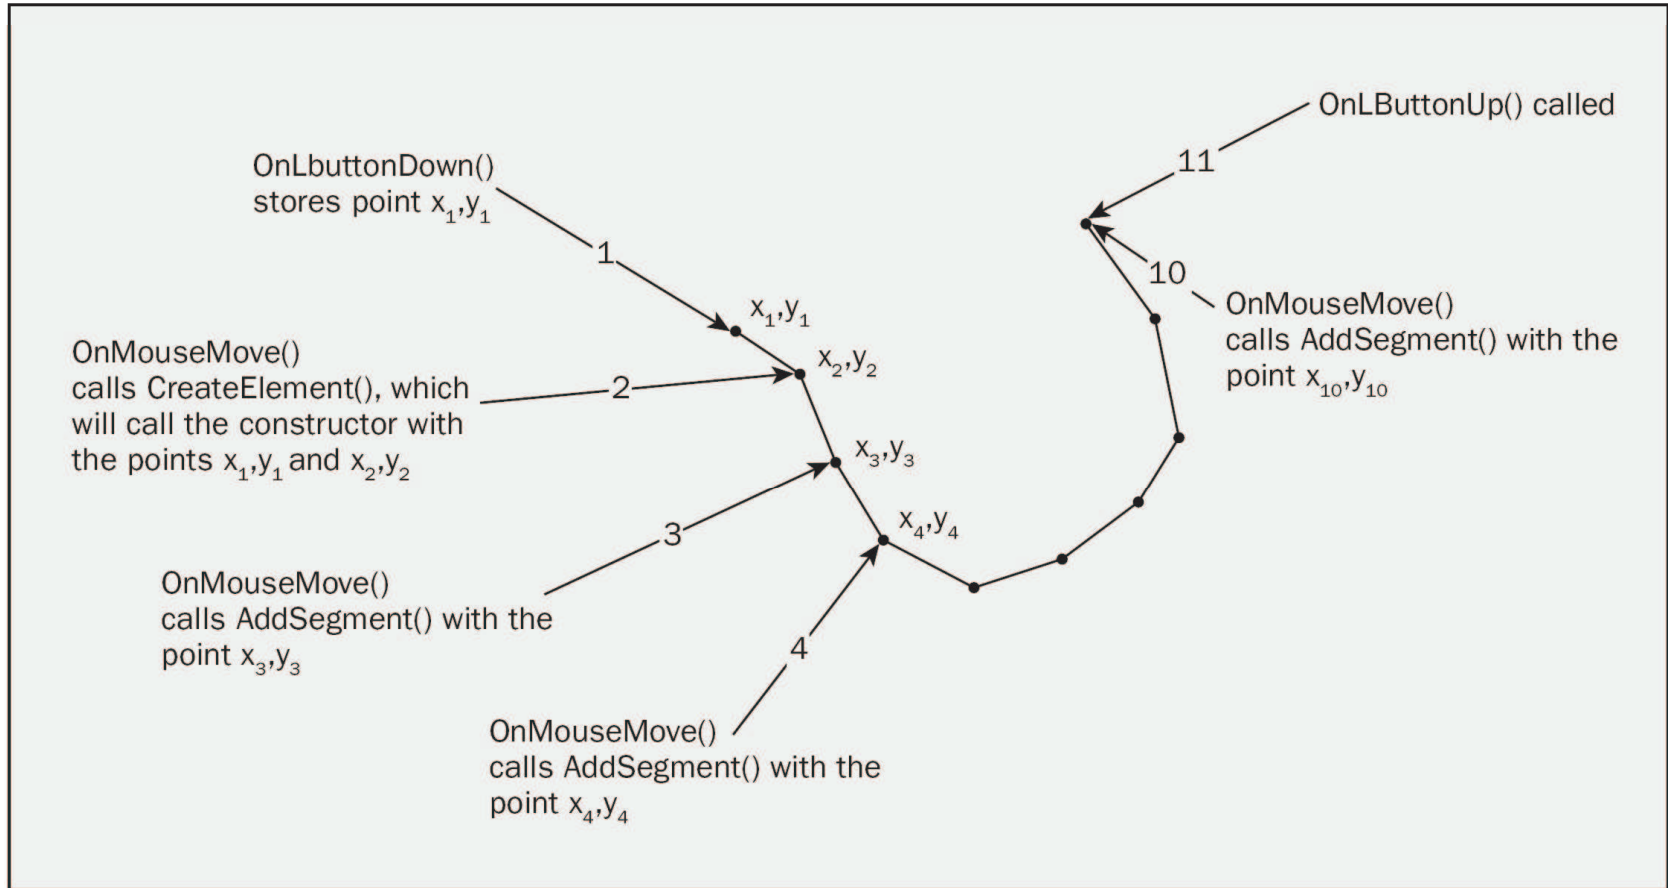 OnLButtonUp() called
11
OnLbuttonDown()
stores point x₁,y₁
1
10
OnMouseMove()
calls AddSegment() with the
point x₁₀,y₁₀
x₁,y₁
OnMouseMove()
calls CreateElement(), which
will call the constructor with
the points x₁,y₁ and x₂,y₂
2
x₂,y₂
x₃,y₃
3
x₄,y₄
OnMouseMove()
calls AddSegment() with the
point x₃,y₃
4
OnMouseMove()
calls AddSegment() with the
point x₄,y₄